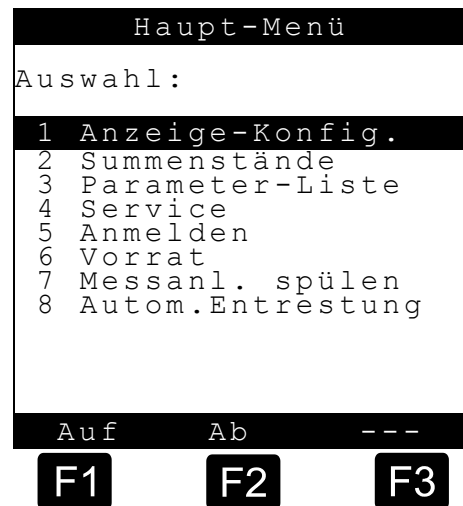 Haupt-Menü
Auswahl:
1 Anzeige-Konfig.
2 Summenstände
3 Parameter-Liste
4 Service
5 Anmelden
6 Vorrat
7 Messanl. spülen
8 Autom.Entrestung
Auf Ab ---
F1 F2 F3